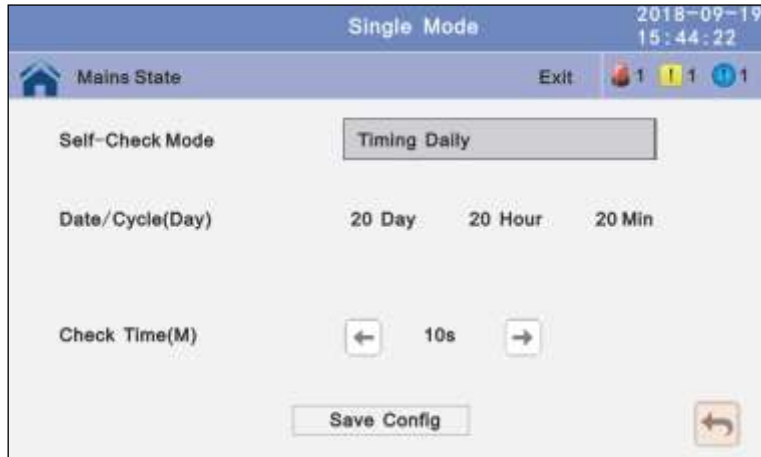 Single Mode
2018-09-19
15:44:22
Mains State Exit 1 ! 1 ! 1
Self-Check Mode Timing Daily
Date/Cycle(Day) 20 Day 20 Hour 20 Min
Check Time(M) ← 10s →
Save Config